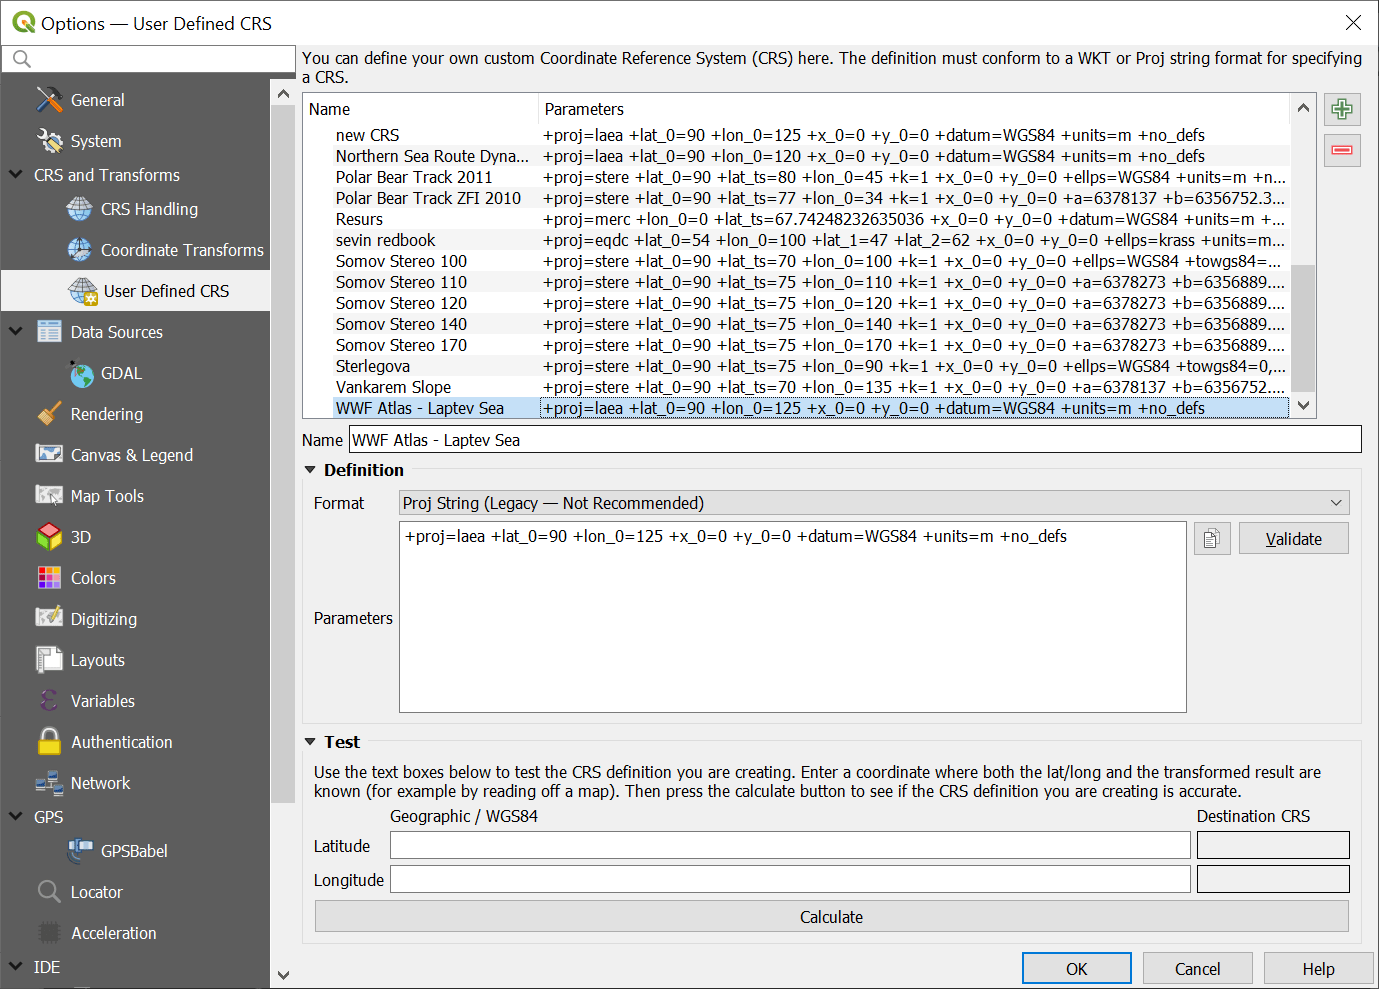 Options — User Defined CRS
You can define your own custom Coordinate Reference System (CRS) here. The definition must conform to a WKT or Proj string format for specifying
a CRS.
General
System
CRS and Transforms
CRS Handling
Coordinate Transforms
User Defined CRS
Data Sources
GDAL
Rendering
Canvas & Legend
Map Tools
3D
Colors
Digitizing
Layouts
Variables
Authentication
Network
GPS
GPSBabel
Locator
Acceleration
IDE
Name Parameters
new CRS +proj=laea +lat_0=90 +lon_0=125 +x_0=0 +y_0=0 +datum=WGS84 +units=m +no_defs
Northern Sea Route Dyna... +proj=laea +lat_0=90 +lon_0=120 +x_0=0 +y_0=0 +datum=WGS84 +units=m +no_defs
Polar Bear Track 2011 +proj=stere +lat_0=90 +lat_ts=80 +lon_0=45 +k=1 +x_0=0 +y_0=0 +ellps=WGS84 +units=m +n...
Polar Bear Track ZFI 2010 +proj=stere +lat_0=90 +lat_ts=77 +lon_0=34 +k=1 +x_0=0 +y_0=0 +a=6378137 +b=6356752.3...
Resurs +proj=merc +lon_0=0 +lat_ts=67.74248232635036 +x_0=0 +y_0=0 +datum=WGS84 +units=m +...
sevin redbook +proj=eqdc +lat_0=54 +lon_0=100 +lat_1=47 +lat_2=62 +x_0=0 +y_0=0 +ellps=krass +units=m...
Somov Stereo 100 +proj=stere +lat_0=90 +lat_ts=70 +lon_0=100 +k=1 +x_0=0 +y_0=0 +ellps=WGS84 +towgs84=...
Somov Stereo 110 +proj=stere +lat_0=90 +lat_ts=75 +lon_0=110 +k=1 +x_0=0 +y_0=0 +a=6378273 +b=6356889....
Somov Stereo 120 +proj=stere +lat_0=90 +lat_ts=75 +lon_0=120 +k=1 +x_0=0 +y_0=0 +a=6378273 +b=6356889....
Somov Stereo 140 +proj=stere +lat_0=90 +lat_ts=75 +lon_0=140 +k=1 +x_0=0 +y_0=0 +a=6378273 +b=6356889....
Somov Stereo 170 +proj=stere +lat_0=90 +lat_ts=75 +lon_0=170 +k=1 +x_0=0 +y_0=0 +a=6378273 +b=6356889....
Sterlegova +proj=stere +lat_0=90 +lat_ts=75 +lon_0=90 +k=1 +x_0=0 +y_0=0 +ellps=WGS84 +towgs84=0,...
Vankarem Slope +proj=stere +lat_0=90 +lat_ts=70 +lon_0=135 +k=1 +x_0=0 +y_0=0 +a=6378137 +b=6356752....
WWF Atlas - Laptev Sea +proj=laea +lat_0=90 +lon_0=125 +x_0=0 +y_0=0 +datum=WGS84 +units=m +no_defs
Name WWF Atlas - Laptev Sea
Definition
Format Proj String (Legacy — Not Recommended)
+proj=laea +lat_0=90 +lon_0=125 +x_0=0 +y_0=0 +datum=WGS84 +units=m +no_defs
Validate
Parameters
Test
Use the text boxes below to test the CRS definition you are creating. Enter a coordinate where both the lat/long and the transformed result are
known (for example by reading off a map). Then press the calculate button to see if the CRS definition you are creating is accurate.
Geographic / WGS84 Destination CRS
Latitude
Longitude
Calculate
OK Cancel Help